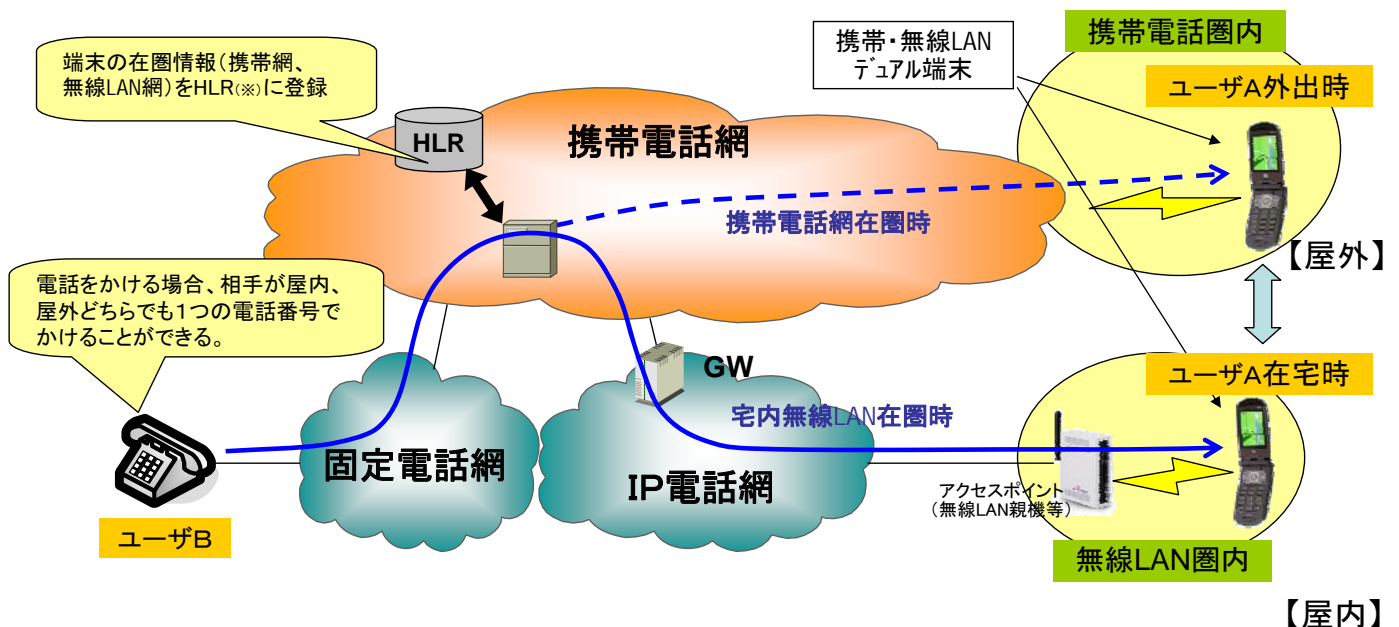 端末の在圏情報(携帯網、
無線LAN網)をHLR(※)に登録
携帯・無線LAN
デュアル端末
携帯電話圏内
ユーザA外出時
HLR
携帯電話網
携帯電話網在圏時
【屋外】
電話をかける場合、相手が屋内、
屋外どちらでも1つの電話番号で
かけることができる。
GW
ユーザA在宅時
宅内無線LAN在圏時
固定電話網
IP電話網
アクセスポイント
(無線LAN親機等)
ユーザB
無線LAN圏内
【屋内】